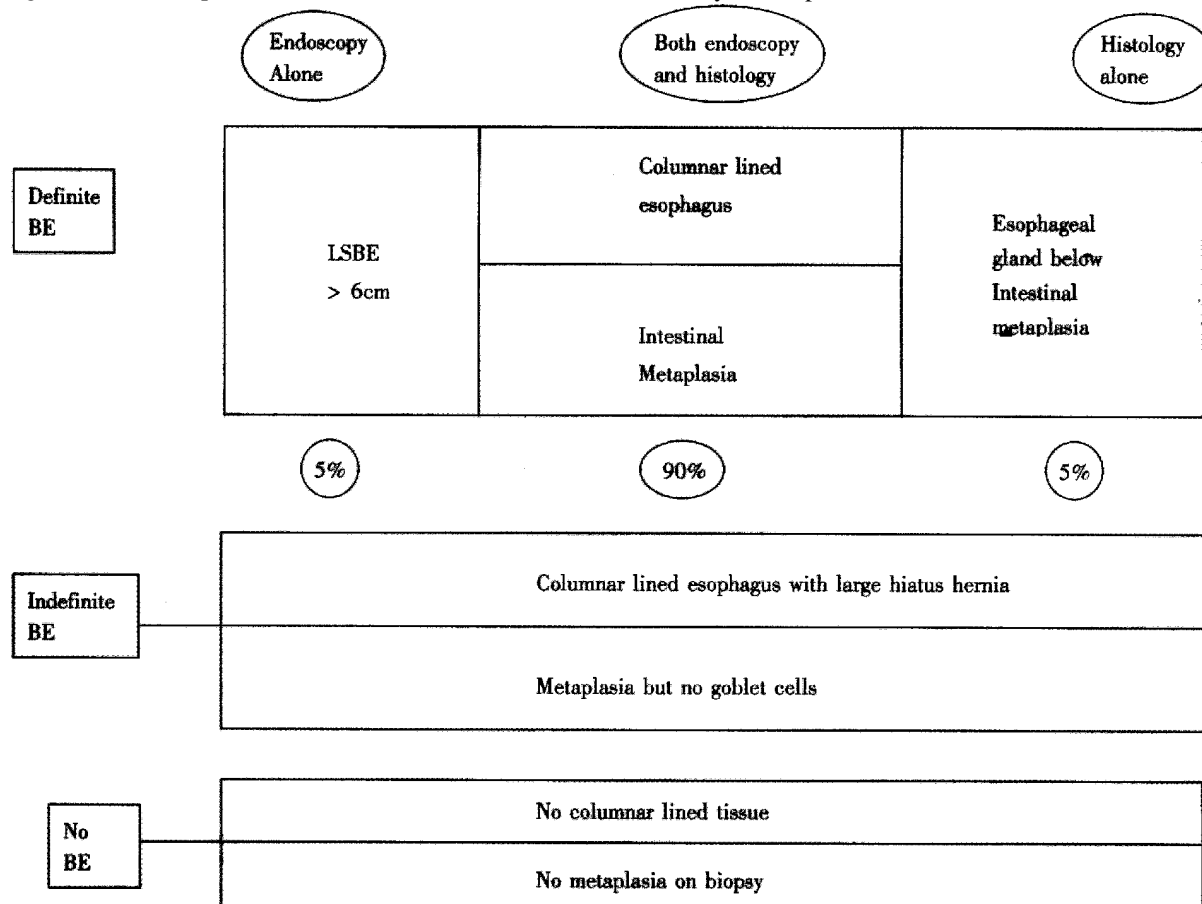 Endoscopy
Alone
Both endoscopy
and histology
Histology
alone
Definite
BE
LSBE
> 6cm
Columnar lined
esophagus
Intestinal
Metaplasia
Esophageal
gland below
Intestinal
metaplasia
5%
90%
5%
Indefinite
BE
Columnar lined esophagus with large hiatus hernia
Metaplasia but no goblet cells
No
BE
No columnar lined tissue
No metaplasia on biopsy